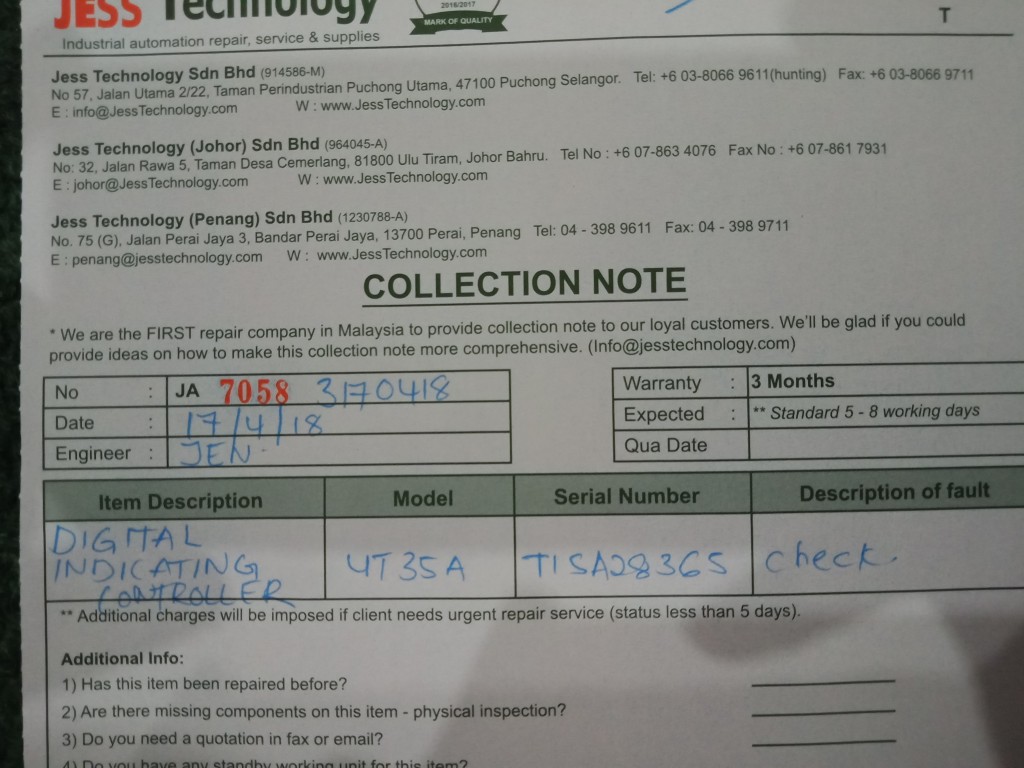 JESS Technology
2016/2017
MARK OF QUALITY
T
Industrial automation repair, service & supplies
Jess Technology Sdn Bhd (914586-M)
No 57, Jalan Utama 2/22, Taman Perindustrian Puchong Utama, 47100 Puchong Selangor. Tel: +6 03-8066 9611(hunting) Fax: +6 03-8066 9711
E : info@JessTechnology.com W : www.JessTechnology.com
Jess Technology (Johor) Sdn Bhd (964045-A)
No: 32, Jalan Rawa 5, Taman Desa Cemerlang, 81800 Ulu Tiram, Johor Bahru. Tel No : +6 07-863 4076 Fax No : +6 07-861 7931
E : johor@JessTechnology.com W : www.JessTechnology.com
Jess Technology (Penang) Sdn Bhd (1230788-A)
No. 75 (G), Jalan Perai Jaya 3, Bandar Perai Jaya, 13700 Perai, Penang Tel: 04 - 398 9611 Fax: 04 - 398 9711
E : penang@jesstechnology.com W : www.JessTechnology.com
COLLECTION NOTE
* We are the FIRST repair company in Malaysia to provide collection note to our loyal customers. We'll be glad if you could
provide ideas on how to make this collection note more comprehensive. (Info@jesstechnology.com)
No : JA 7058 3170418
Date : 17/4/18
Engineer : JEN.
Warranty : 3 Months
Expected : ** Standard 5 - 8 working days
Qua Date
Item Description Model Serial Number Description of fault
DIGITAL
INDICATING UT35A T1SA28365 check.
CONTROLLER
** Additional charges will be imposed if client needs urgent repair service (status less than 5 days).
Additional Info:
1) Has this item been repaired before?
2) Are there missing components on this item - physical inspection?
3) Do you need a quotation in fax or email?
4) Do you have any standby working unit for this item?